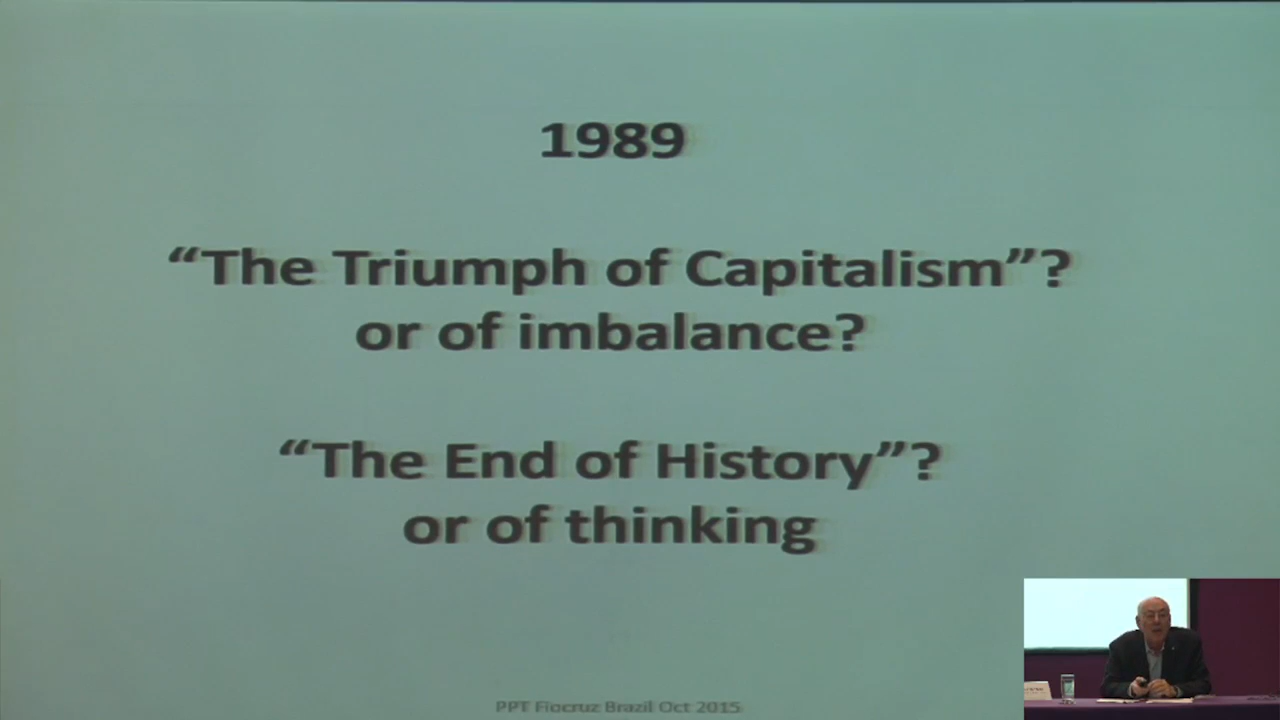 1989
“The Triumph of Capitalism”?
or of imbalance?
“The End of History”?
or of thinking
PPT Fiocruz Brazil Oct 2015